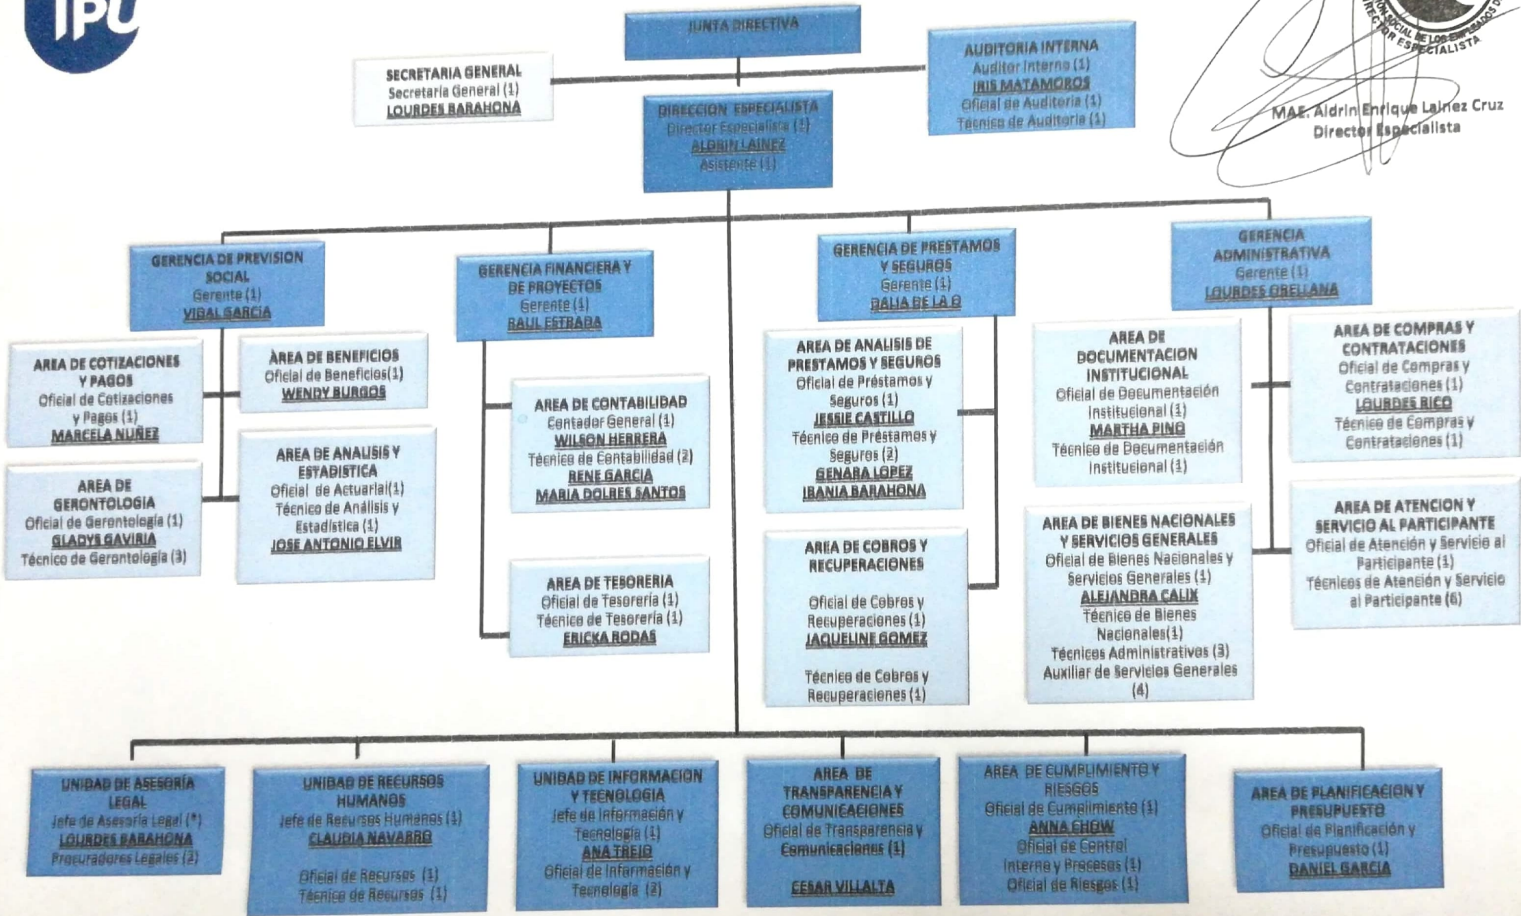 IPU
JUNTA DIRECTIVA
SECRETARIA GENERAL
Secretaria General (1)
LOURDES BARAHONA
AUDITORIA INTERNA
Auditor Interno (1)
IRIS MATAMOROS
Oficial de Auditoria (1)
Técnico de Auditoria (1)
DIRECCION ESPECIALISTA
Director Especialista (1)
ALDRIN LAINEZ
Asistente (1)
SOCIAL DE LOS EMPLEADOS
DIRECTOR ESPECIALISTA
MAE. Aldrin Enrique Lainez Cruz
Director Especialista
GERENCIA DE PREVISION
SOCIAL
Gerente (1)
VIDAL GARCIA
GERENCIA FINANCIERA Y
DE PROYECTOS
Gerente (1)
RAUL ESTRADA
GERENCIA DE PRESTAMOS
Y SEGUROS
Gerente (1)
DALIA DE LA O
GERENCIA
ADMINISTRATIVA
Gerente (1)
LOURDES ORELLANA
AREA DE COTIZACIONES
Y PAGOS
Oficial de Cotizaciones
y Pagos (1)
MARCELA NUÑEZ
ÀREA DE BENEFICIOS
Oficial de Beneficios(1)
WENDY BURGOS
AREA DE
GERONTOLOGIA
Oficial de Gerontología (1)
GLADYS GAVIRIA
Técnico de Gerontología (3)
AREA DE ANALISIS Y
ESTADISTICA
Oficial de Actuarial(1)
Técnico de Análisis y
Estadística (1)
JOSE ANTONIO ELVIR
AREA DE CONTABILIDAD
Contador General (1)
WILSON HERRERA
Técnico de Contabilidad (2)
RENE GARCIA
MARIA DOLRES SANTOS
AREA DE TESORERIA
Oficial de Tesorería (1)
Técnico de Tesorería (1)
ERICKA RODAS
AREA DE ANALISIS DE
PRESTAMOS Y SEGUROS
Oficial de Préstamos y
Seguros (1)
JESSIE CASTILLO
Técnico de Préstamos y
Seguros (2)
GENARA LOPEZ
IBANIA BARAHONA
AREA DE COBROS Y
RECUPERACIONES
Oficial de Cobros y
Recuperaciones (1)
JAQUELINE GOMEZ
Técnico de Cobros y
Recuperaciones (1)
AREA DE
DOCUMENTACION
INSTITUCIONAL
Oficial de Documentación
Institucional (1)
MARTHA PINO
Técnico de Documentación
Institucional (1)
AREA DE COMPRAS Y
CONTRATACIONES
Oficial de Compras y
Contrataciones (1)
LOURDES RICO
Técnico de Compras y
Contrataciones (1)
AREA DE BIENES NACIONALES
Y SERVICIOS GENERALES
Oficial de Bienes Nacionales y
Servicios Generales (1)
ALEJANDRA CALIX
Técnico de Bienes
Nacionales(1)
Técnicos Administrativos (3)
Auxiliar de Servicios Generales
(4)
AREA DE ATENCION Y
SERVICIO AL PARTICIPANTE
Oficial de Atención y Servicio al
Participante (1)
Técnicos de Atención y Servicio
al Participante (6)
UNIDAD DE ASESORÍA
LEGAL
Jefe de Asesoría Legal (*)
LOURDES BARAHONA
Procuradores Legales (2)
UNIDAD DE RECURSOS
HUMANOS
Jefe de Recursos Humanos (1)
CLAUDIA NAVARRO
Oficial de Recursos (1)
Técnico de Recursos (1)
UNIDAD DE INFORMACION
Y TECNOLOGIA
Jefe de Información y
Tecnología (1)
ANA TREJO
Oficial de Información y
Tecnología (2)
AREA DE
TRANSPARENCIA Y
COMUNICACIONES
Oficial de Transparencia y
Comunicaciones (1)
CESAR VILLALTA
AREA DE CUMPLIMIENTO Y
RIESGOS
Oficial de Cumplimiento (1)
ANNA CHOW
Oficial de Control
Interno y Procesos (1)
Oficial de Riesgos (1)
AREA DE PLANIFICACION Y
PRESUPUESTO
Oficial de Planificación y
Presupuesto (1)
DANIEL GARCIA